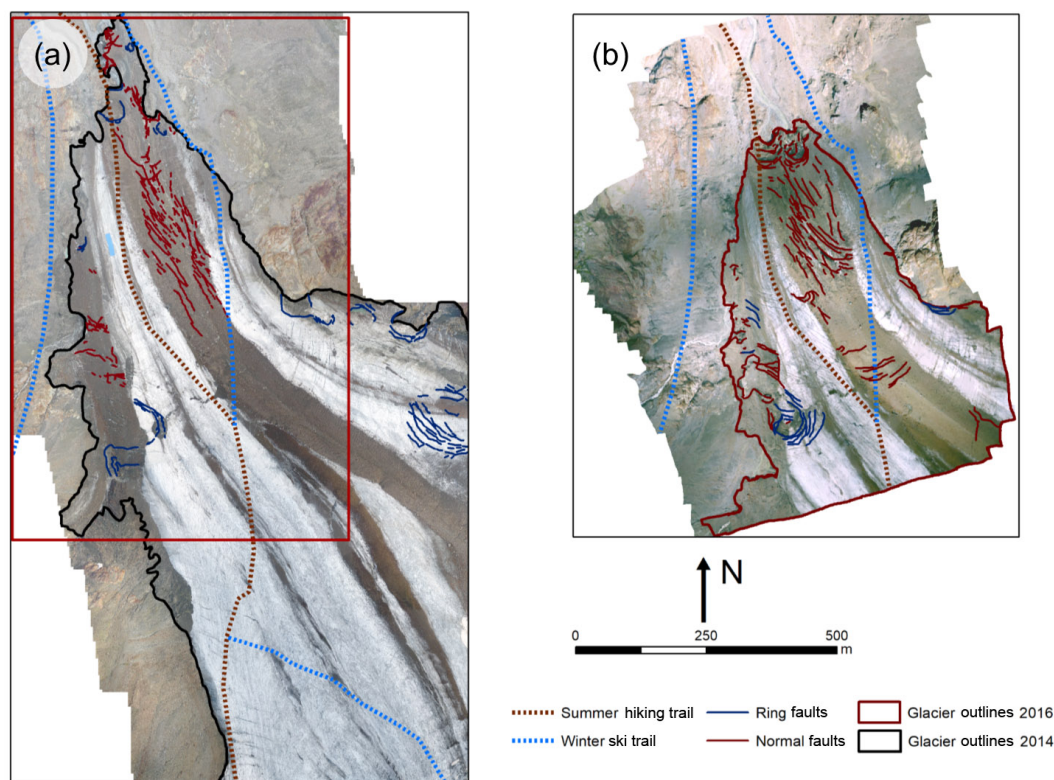 (a)
(b)
N
0 250 500
m
Summer hiking trail
Ring faults
Glacier outlines 2016
Winter ski trail
Normal faults
Glacier outlines 2014